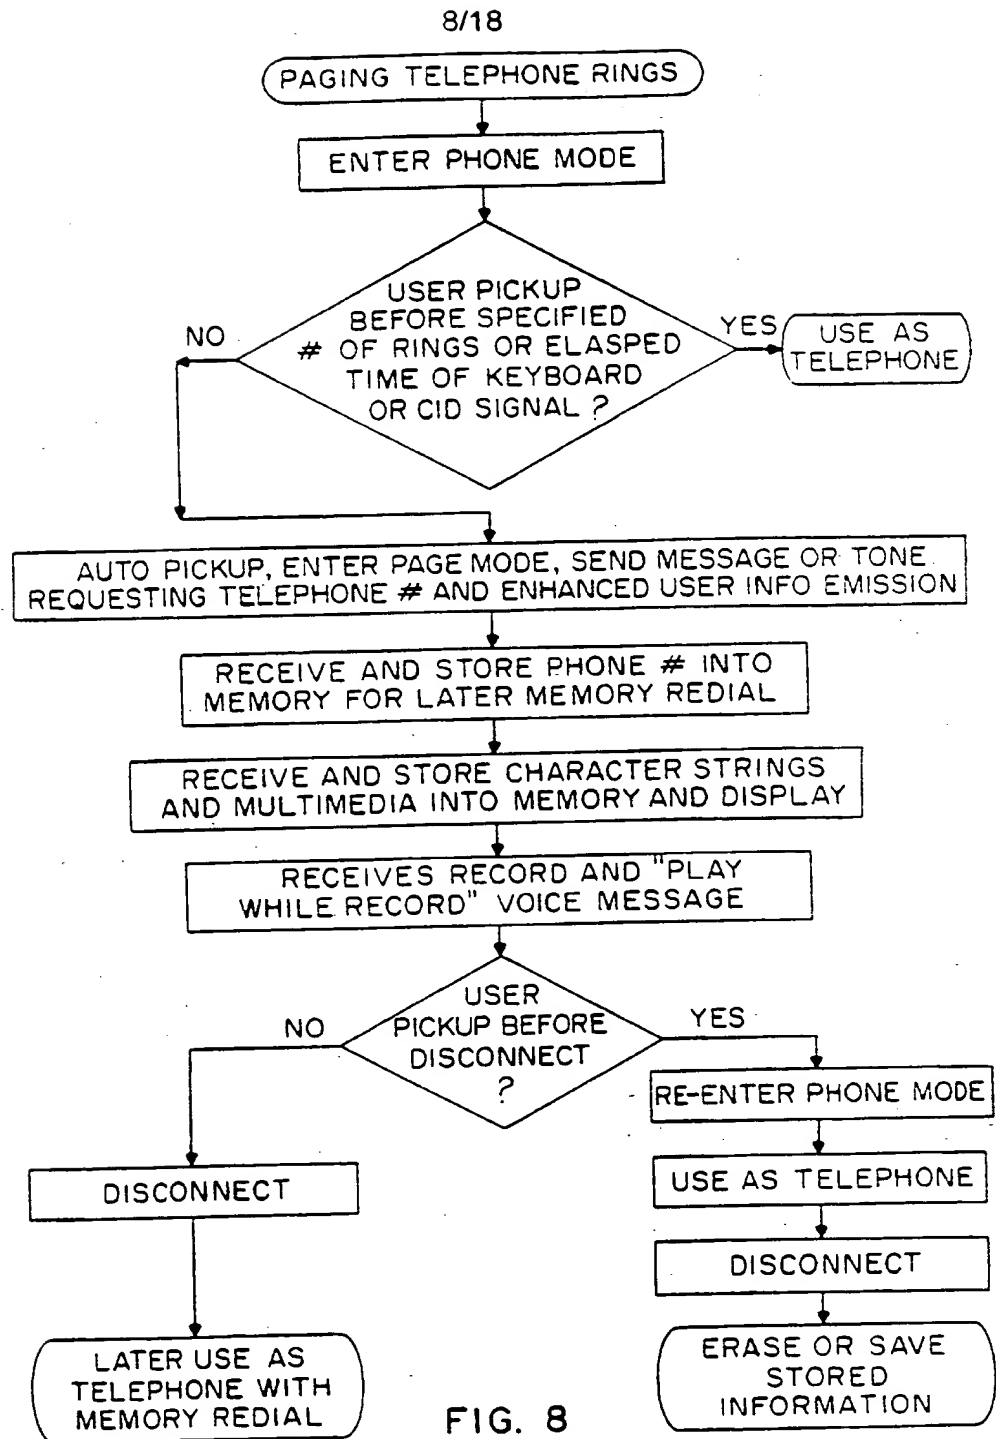 8/18
PAGING TELEPHONE RINGS
ENTER PHONE MODE
USER PICKUP
BEFORE SPECIFIED
# OF RINGS OR ELASPED
TIME OF KEYBOARD
OR CID SIGNAL ?
NO
YES
USE AS
TELEPHONE
AUTO PICKUP, ENTER PAGE MODE, SEND MESSAGE OR TONE
REQUESTING TELEPHONE # AND ENHANCED USER INFO EMISSION
RECEIVE AND STORE PHONE # INTO
MEMORY FOR LATER MEMORY REDIAL
RECEIVE AND STORE CHARACTER STRINGS
AND MULTIMEDIA INTO MEMORY AND DISPLAY
RECEIVES RECORD AND "PLAY
WHILE RECORD" VOICE MESSAGE
USER
PICKUP BEFORE
DISCONNECT
?
NO
YES
DISCONNECT
LATER USE AS
TELEPHONE WITH
MEMORY REDIAL
RE-ENTER PHONE MODE
USE AS TELEPHONE
DISCONNECT
ERASE OR SAVE
STORED
INFORMATION
FIG. 8